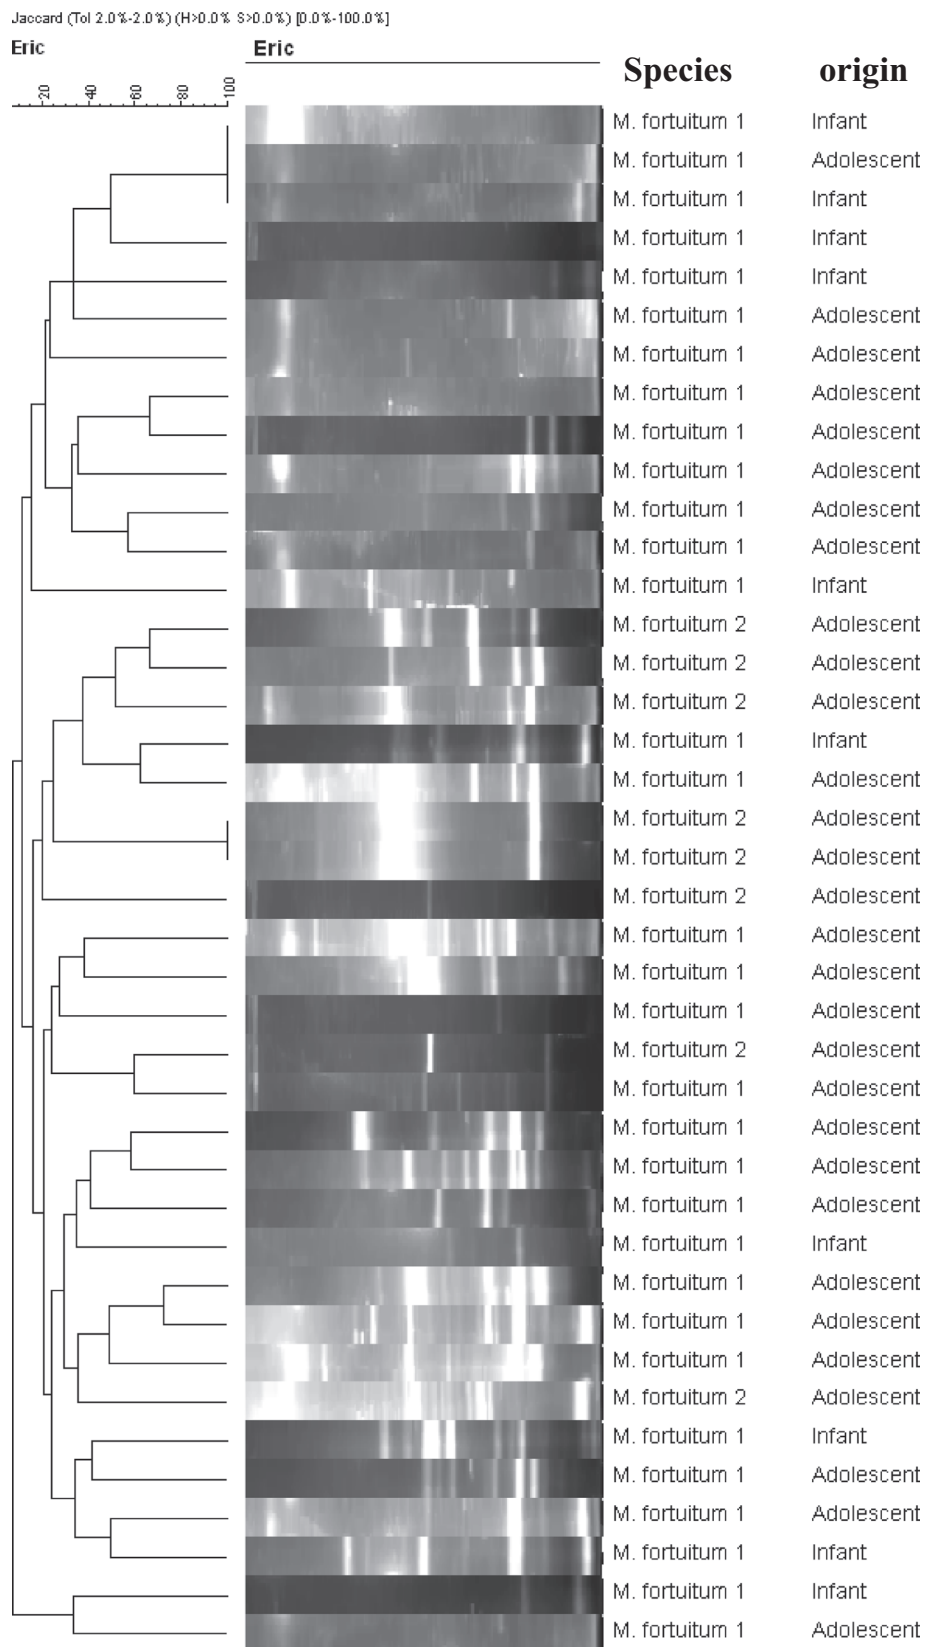 Jaccard (Tol 2.0%-2.0%) (H>0.0% S>0.0%) [0.0%-100.0%]
Eric Eric
Species origin
20 40 60 80 100
M. fortuitum 1 Infant
M. fortuitum 1 Adolescent
M. fortuitum 1 Infant
M. fortuitum 1 Infant
M. fortuitum 1 Infant
M. fortuitum 1 Adolescent
M. fortuitum 1 Adolescent
M. fortuitum 1 Adolescent
M. fortuitum 1 Adolescent
M. fortuitum 1 Adolescent
M. fortuitum 1 Adolescent
M. fortuitum 1 Adolescent
M. fortuitum 1 Infant
M. fortuitum 2 Adolescent
M. fortuitum 2 Adolescent
M. fortuitum 2 Adolescent
M. fortuitum 1 Infant
M. fortuitum 1 Adolescent
M. fortuitum 2 Adolescent
M. fortuitum 2 Adolescent
M. fortuitum 2 Adolescent
M. fortuitum 1 Adolescent
M. fortuitum 1 Adolescent
M. fortuitum 1 Adolescent
M. fortuitum 2 Adolescent
M. fortuitum 1 Adolescent
M. fortuitum 1 Adolescent
M. fortuitum 1 Adolescent
M. fortuitum 1 Adolescent
M. fortuitum 1 Infant
M. fortuitum 1 Adolescent
M. fortuitum 1 Adolescent
M. fortuitum 1 Adolescent
M. fortuitum 2 Adolescent
M. fortuitum 1 Infant
M. fortuitum 1 Adolescent
M. fortuitum 1 Adolescent
M. fortuitum 1 Infant
M. fortuitum 1 Infant
M. fortuitum 1 Adolescent